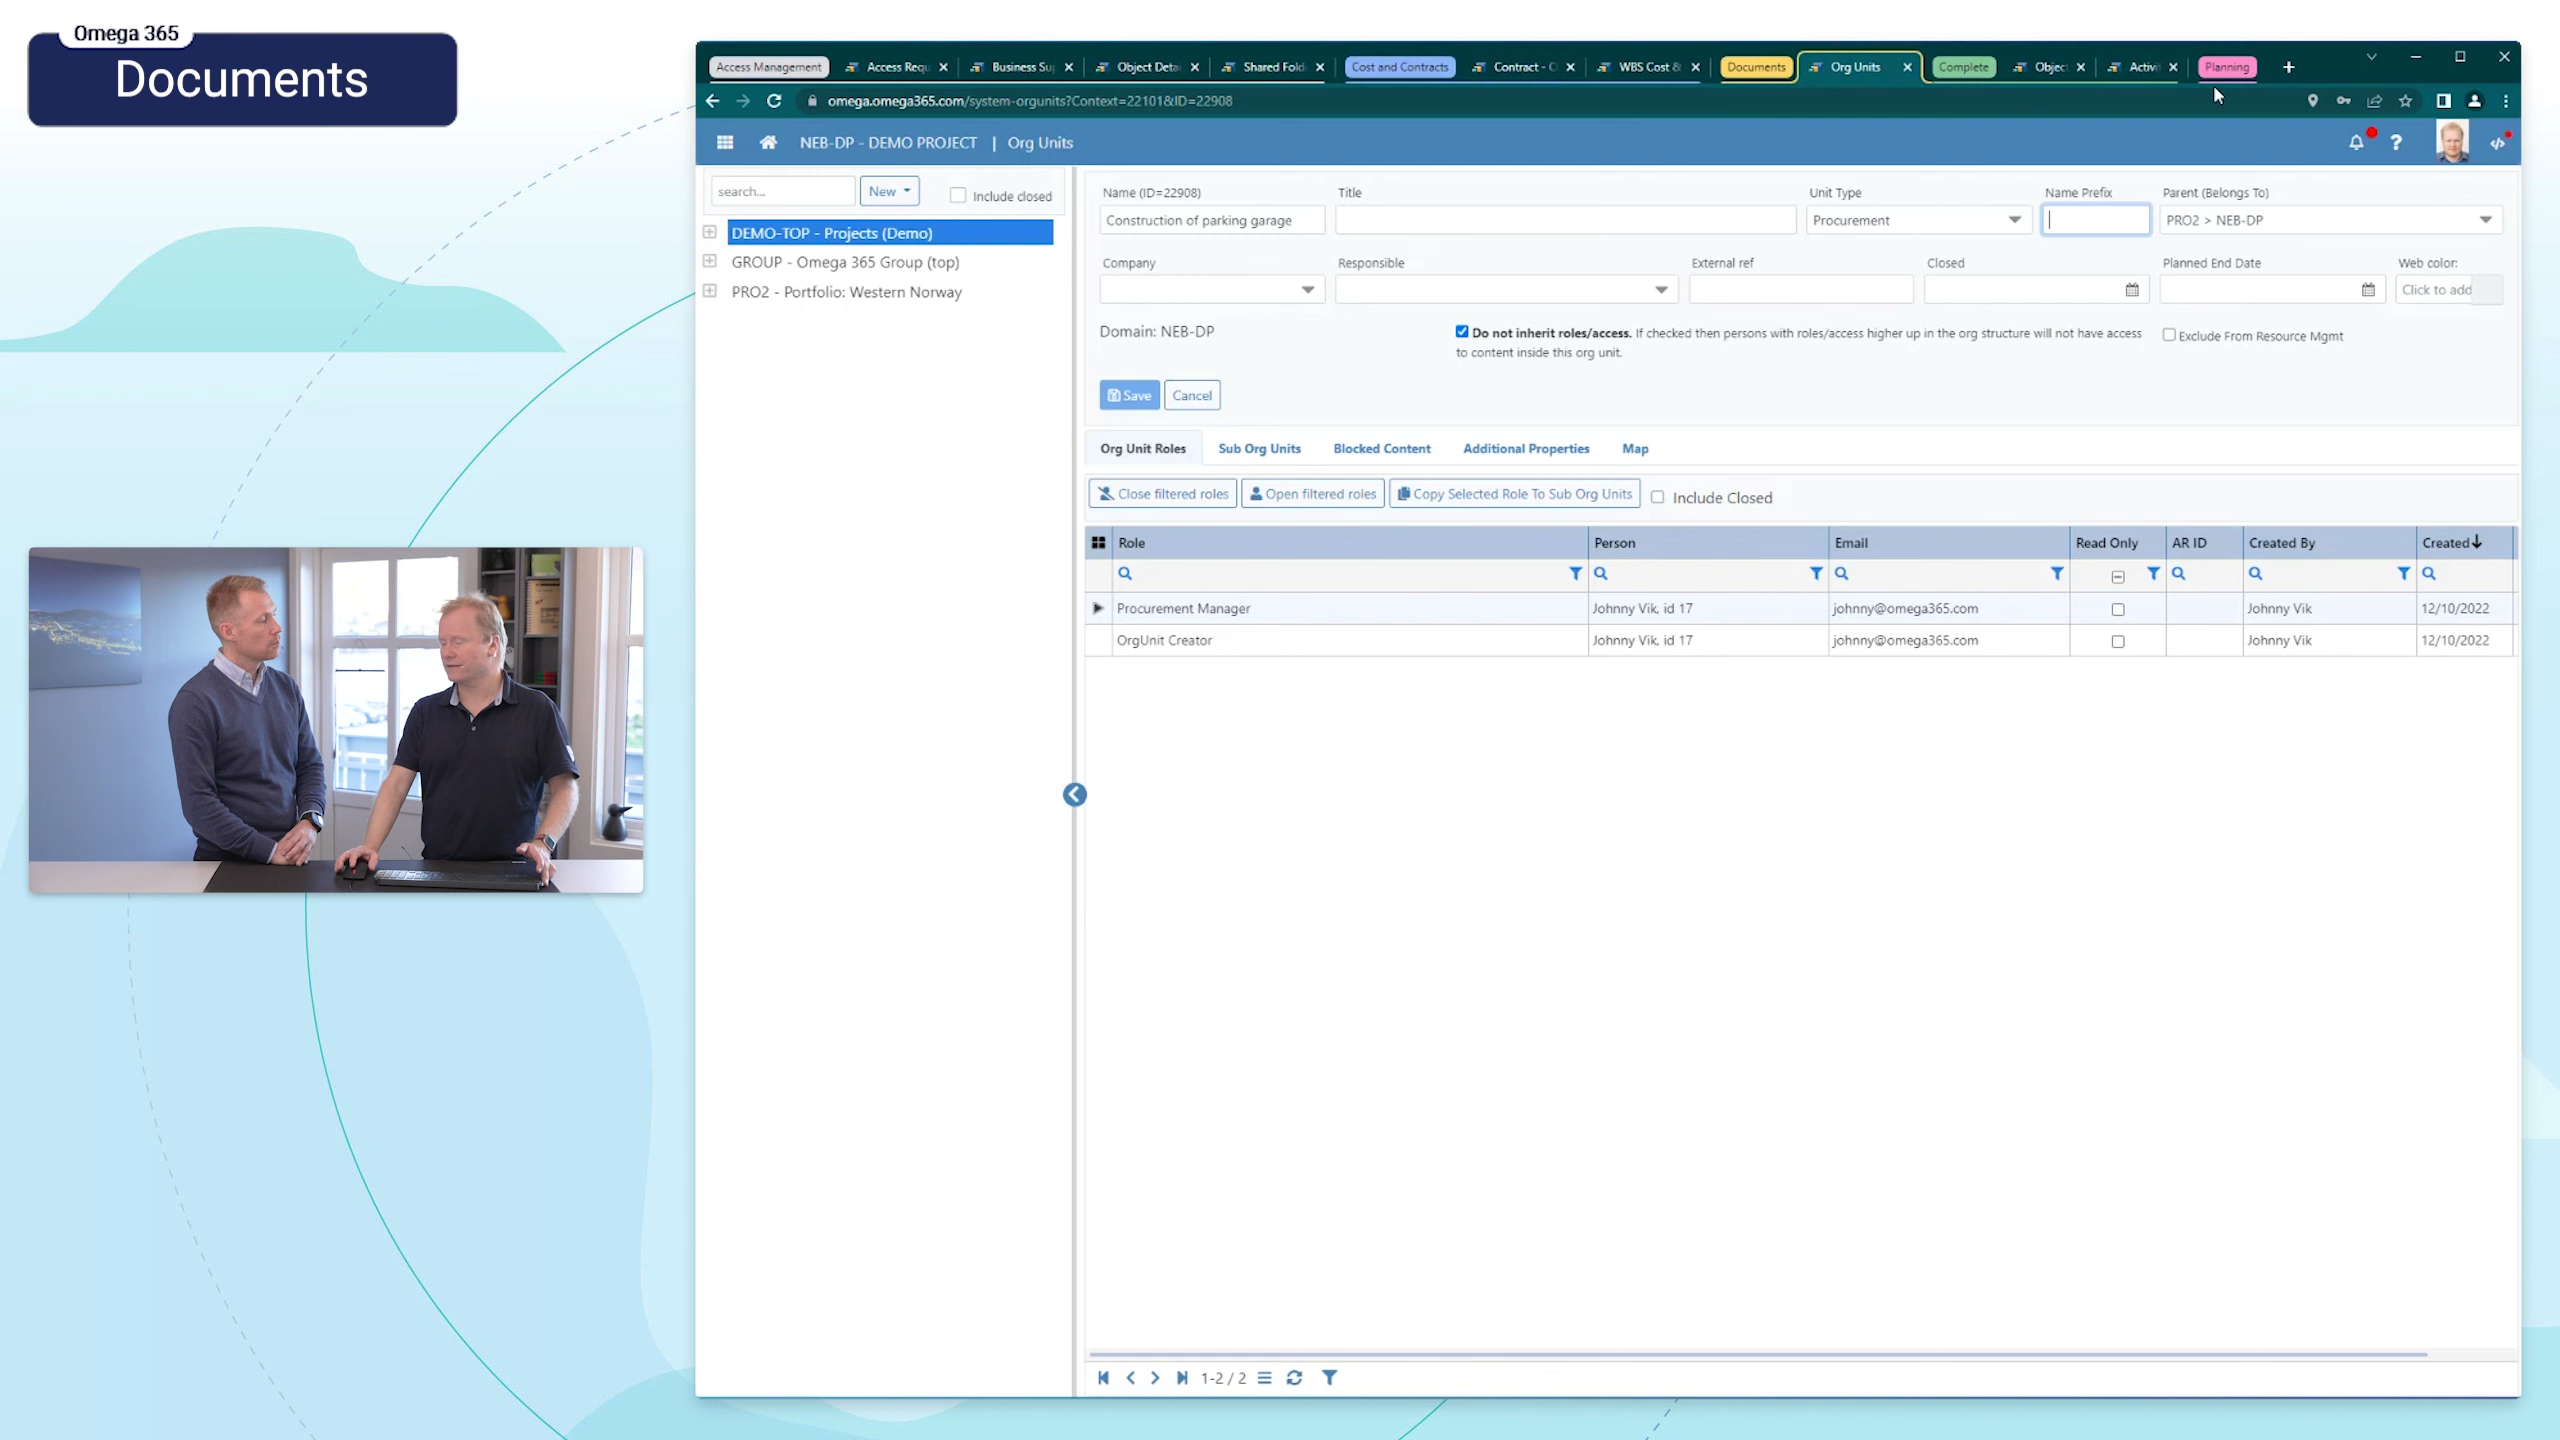 Omega 365
Documents
Access Management
Access Requ
Business Su
Object Deta
Shared Fold
Cost and Contracts
Contract - C
WBS Cost &
Documents
Org Units
Complete
Objec
Activi
Planning
omega.omega365.com/system-orgunits?Context=22101&ID=22908
NEB-DP - DEMO PROJECT | Org Units
search...
New
Include closed
DEMO-TOP - Projects (Demo)
GROUP - Omega 365 Group (top)
PRO2 - Portfolio: Western Norway
Name (ID=22908)
Title
Unit Type
Name Prefix
Parent (Belongs To)
Construction of parking garage
Procurement
PRO2 > NEB-DP
Company
Responsible
External ref
Closed
Planned End Date
Web color:
Click to add
Domain: NEB-DP
Do not inherit roles/access. If checked then persons with roles/access higher up in the org structure will not have access
to content inside this org unit.
Exclude From Resource Mgmt
Save
Cancel
Org Unit Roles
Sub Org Units
Blocked Content
Additional Properties
Map
Close filtered roles
Open filtered roles
Copy Selected Role To Sub Org Units
Include Closed
Role
Person
Email
Read Only
AR ID
Created By
Created
Procurement Manager
Johnny Vik, id 17
johnny@omega365.com
Johnny Vik
12/10/2022
OrgUnit Creator
Johnny Vik, id 17
johnny@omega365.com
Johnny Vik
12/10/2022
1-2 / 2